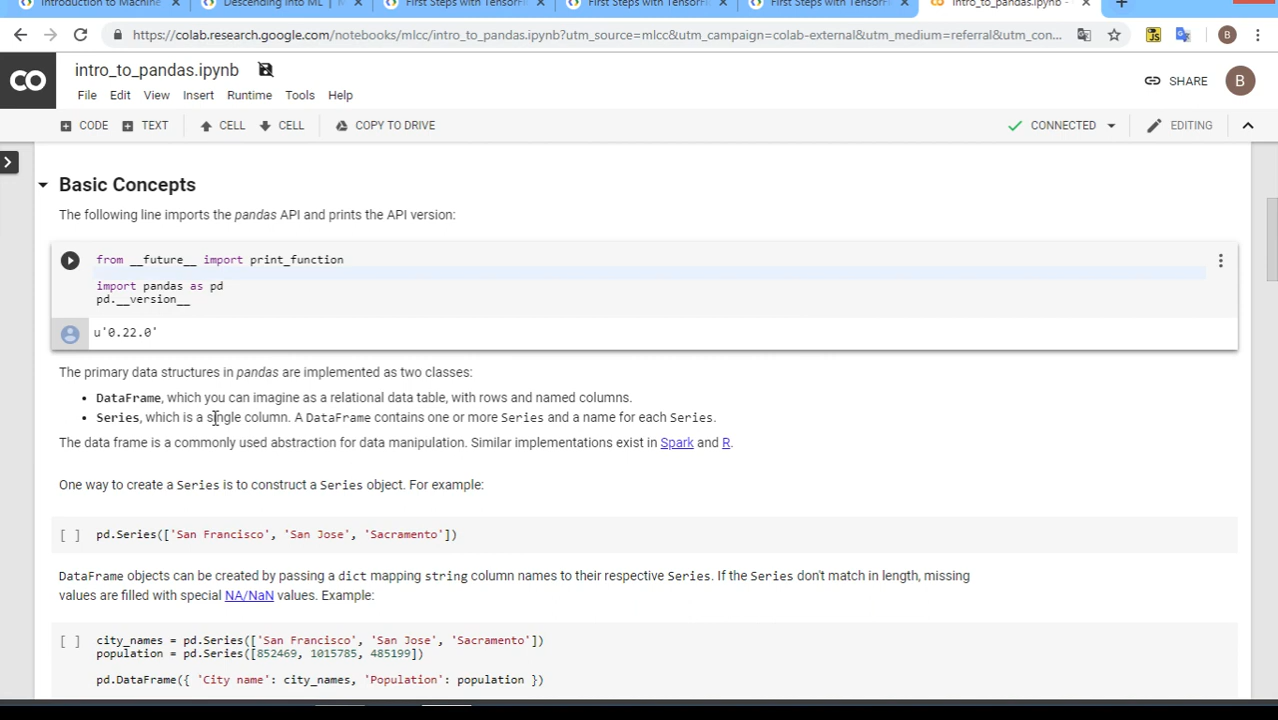 Introduction to Machine
Descending into ML | M
First Steps with TensorFl
First Steps with TensorFl
First Steps with TensorFl
intro_to_pandas.ipynb -
https://colab.research.google.com/notebooks/mlcc/intro_to_pandas.ipynb?utm_source=mlcc&utm_campaign=colab-external&utm_medium=referral&utm_con...
JS
B
CO
intro_to_pandas.ipynb
SHARE
B
File Edit View Insert Runtime Tools Help
CODE TEXT CELL CELL COPY TO DRIVE CONNECTED EDITING
Basic Concepts
The following line imports the pandas API and prints the API version:
from __future__ import print_function
import pandas as pd
pd.__version__
u'0.22.0'
The primary data structures in pandas are implemented as two classes:
• DataFrame, which you can imagine as a relational data table, with rows and named columns.
• Series, which is a single column. A DataFrame contains one or more Series and a name for each Series.
The data frame is a commonly used abstraction for data manipulation. Similar implementations exist in Spark and R.
One way to create a Series is to construct a Series object. For example:
[ ] pd.Series(['San Francisco', 'San Jose', 'Sacramento'])
DataFrame objects can be created by passing a dict mapping string column names to their respective Series. If the Series don't match in length, missing
values are filled with special NA/NaN values. Example:
[ ] city_names = pd.Series(['San Francisco', 'San Jose', 'Sacramento'])
population = pd.Series([852469, 1015785, 485199])
pd.DataFrame({ 'City name': city_names, 'Population': population })